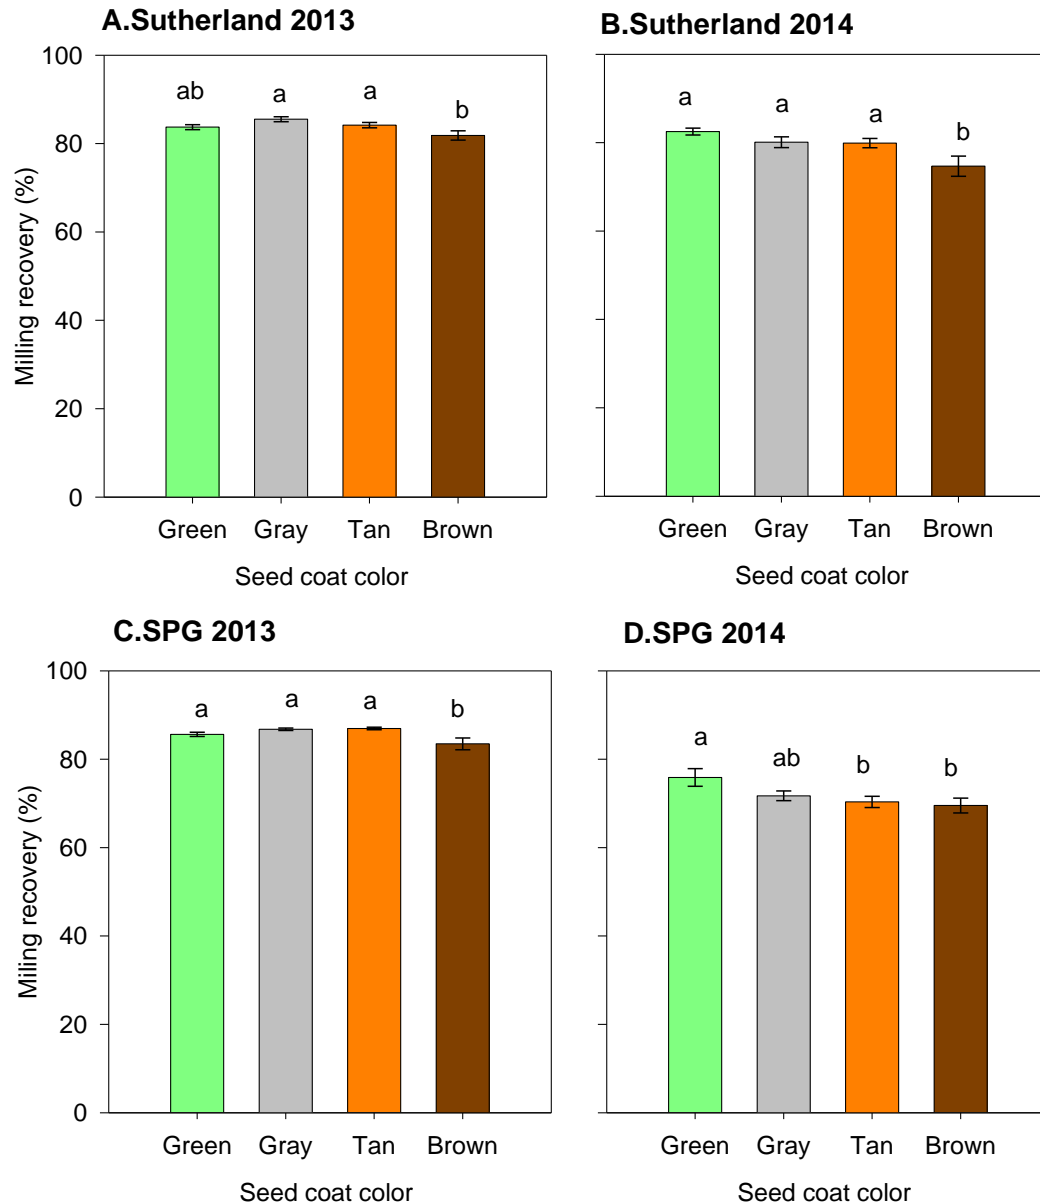 A.Sutherland 2013
B.Sutherland 2014
100
80
60
40
20
0
Milling recovery (%)
ab a a b
a a a b
Green Gray Tan Brown
Green Gray Tan Brown
Seed coat color
Seed coat color
C.SPG 2013
D.SPG 2014
100
80
60
40
20
0
Miling recovery (%)
a a a b
a ab b b
Green Gray Tan Brown
Green Gray Tan Brown
Seed coat color
Seed coat color